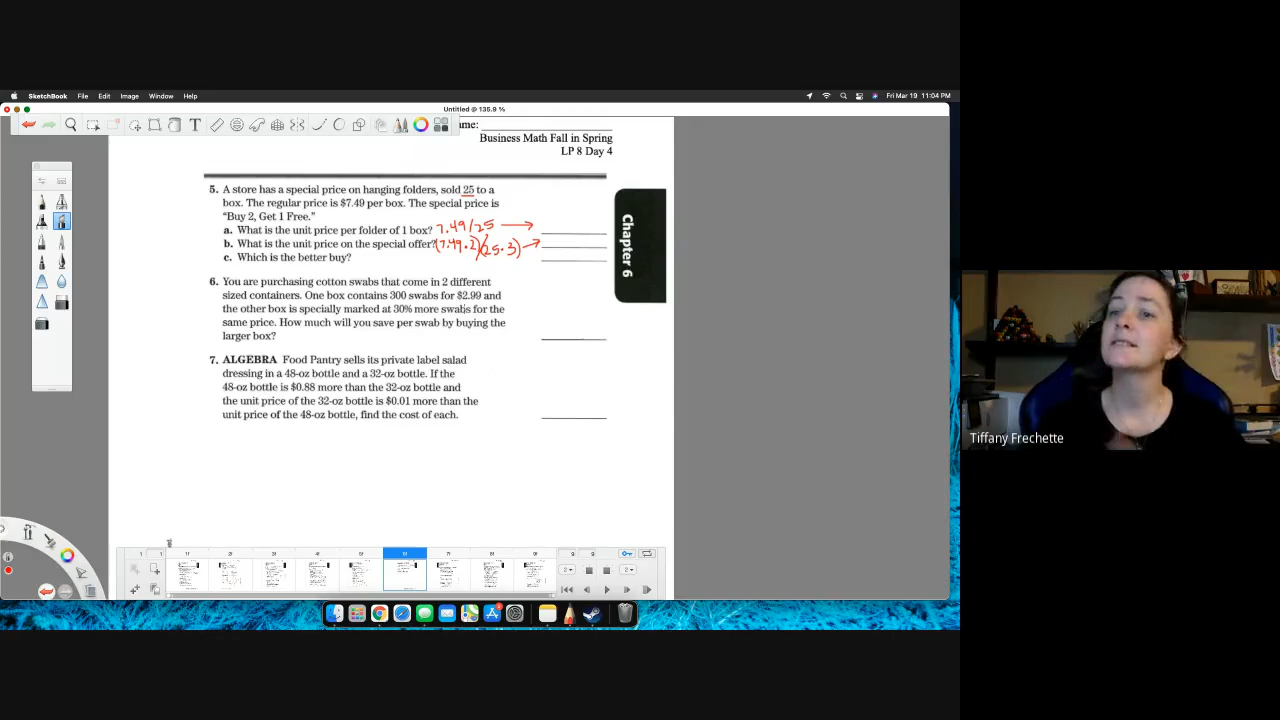 SketchBook File Edit Image Window Help Fri Mar 19 11:04 PM
Untitled @ 135.9 %
ame:
Business Math Fall in Spring
LP 8 Day 4
5. A store has a special price on hanging folders, sold 25 to a
box. The regular price is $7.49 per box. The special price is
“Buy 2, Get 1 Free.”
a. What is the unit price per folder of 1 box? 7.49/25
b. What is the unit price on the special offer? (7.49·2)/(25·3)
c. Which is the better buy?
6. You are purchasing cotton swabs that come in 2 different
sized containers. One box contains 300 swabs for $2.99 and
the other box is specially marked at 30% more swabs for the
same price. How much will you save per swab by buying the
larger box?
7. ALGEBRA Food Pantry sells its private label salad
dressing in a 48-oz bottle and a 32-oz bottle. If the
48-oz bottle is $0.88 more than the 32-oz bottle and
the unit price of the 32-oz bottle is $0.01 more than the
unit price of the 48-oz bottle, find the cost of each.
Chapter 6
Tiffany Frechette